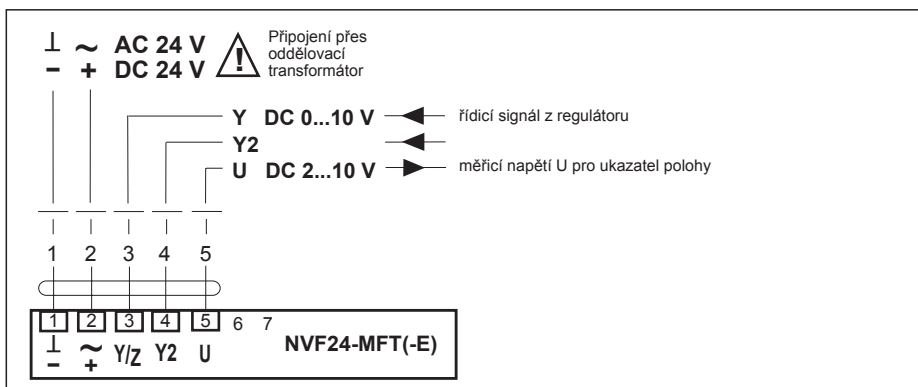 ⊥ ~ AC 24 V
− + DC 24 V
Připojení přes
oddělovací
transformátor
Y DC 0...10 V řídicí signál z regulátoru
Y2
U DC 2...10 V měřicí napětí U pro ukazatel polohy
1 2 3 4 5
1 2 3 4 5 6 7
⊥ ~ Y/Z Y2 U
− +
NVF24-MFT(-E)